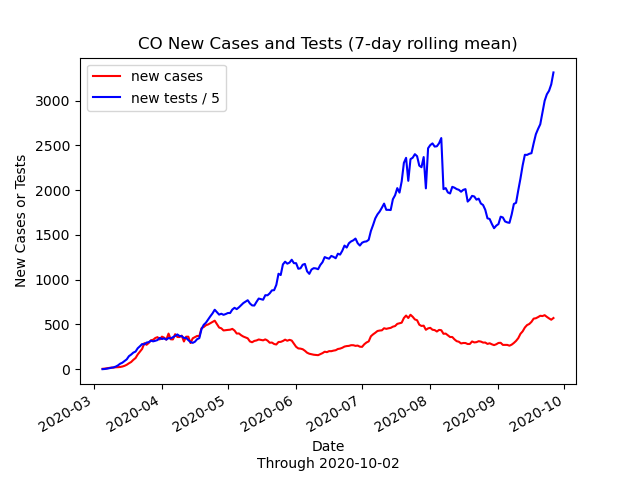 CO New Cases and Tests (7-day rolling mean)
new cases
new tests / 5
3000
2500
2000
1500
1000
500
0
New Cases or Tests
2020-03
2020-04
2020-05
2020-06
2020-07
2020-08
2020-09
2020-10
Date
Through 2020-10-02